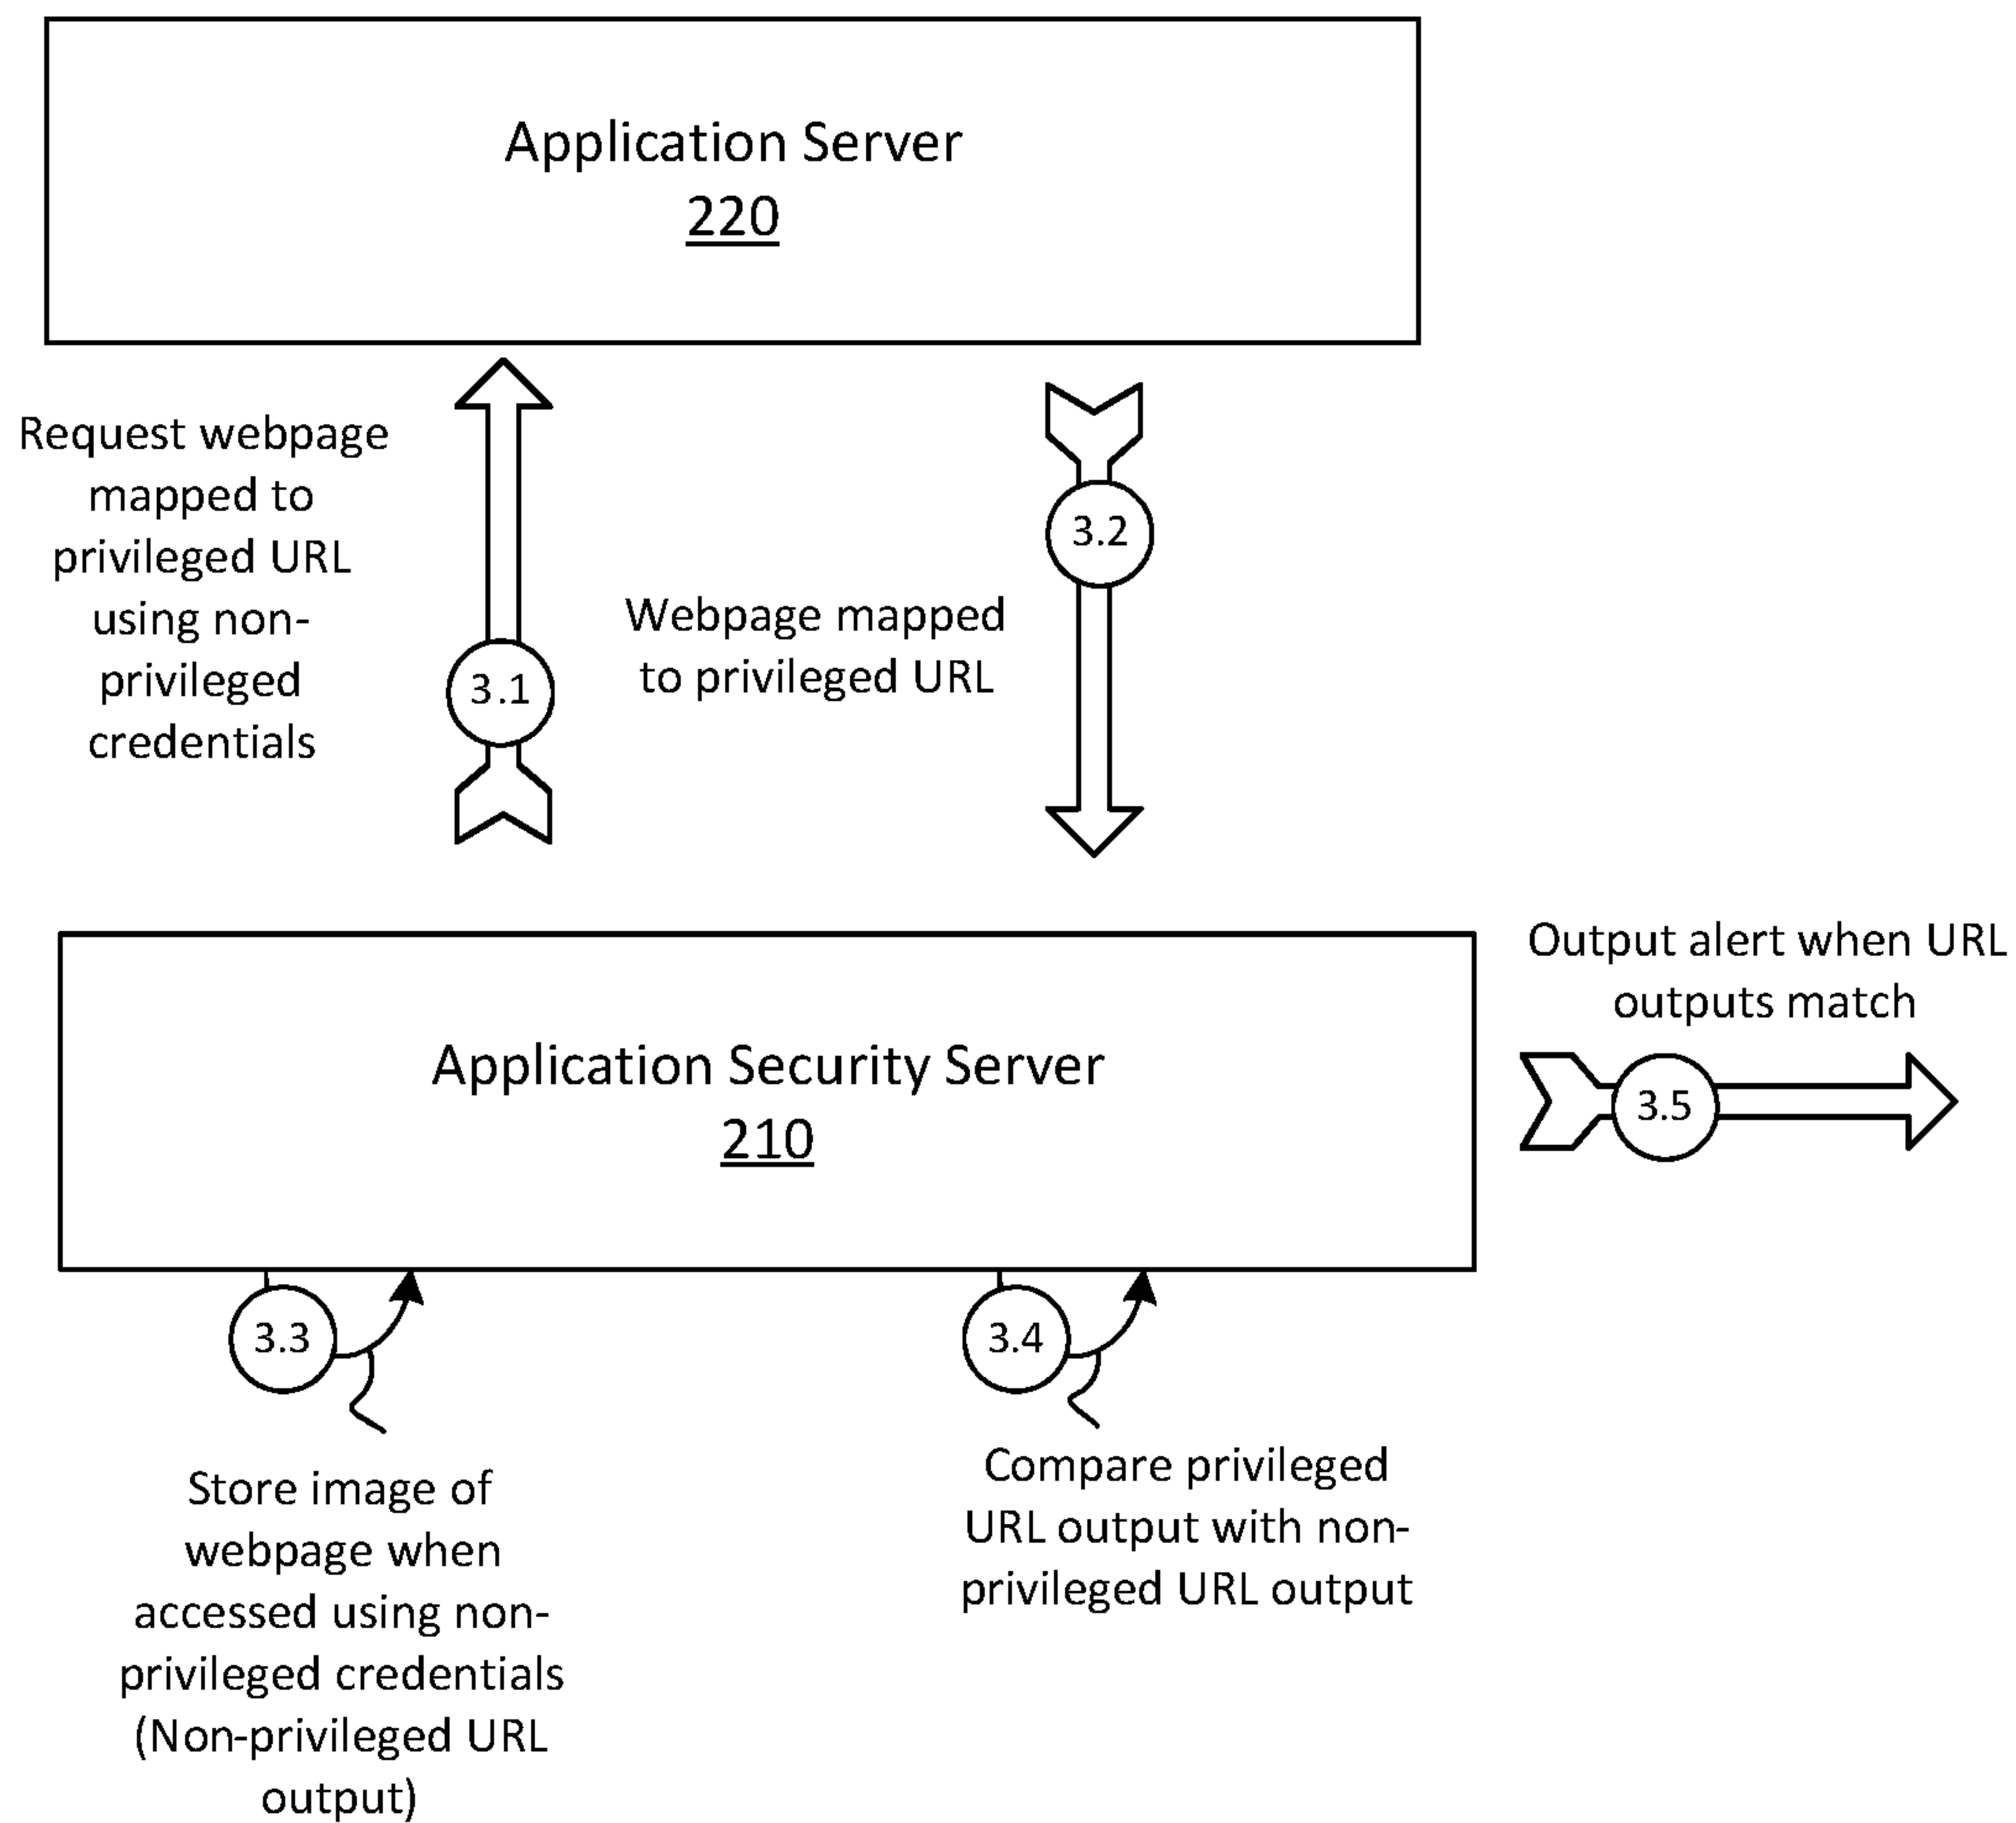 Application Server
220
Request webpage
mapped to
privileged URL
using non-
privileged
credentials
3.1
3.2
Webpage mapped
to privileged URL
Application Security Server
210
Output alert when URL
outputs match
3.5
3.3
3.4
Store image of
webpage when
accessed using non-
privileged credentials
(Non-privileged URL
output)
Compare privileged
URL output with non-
privileged URL output